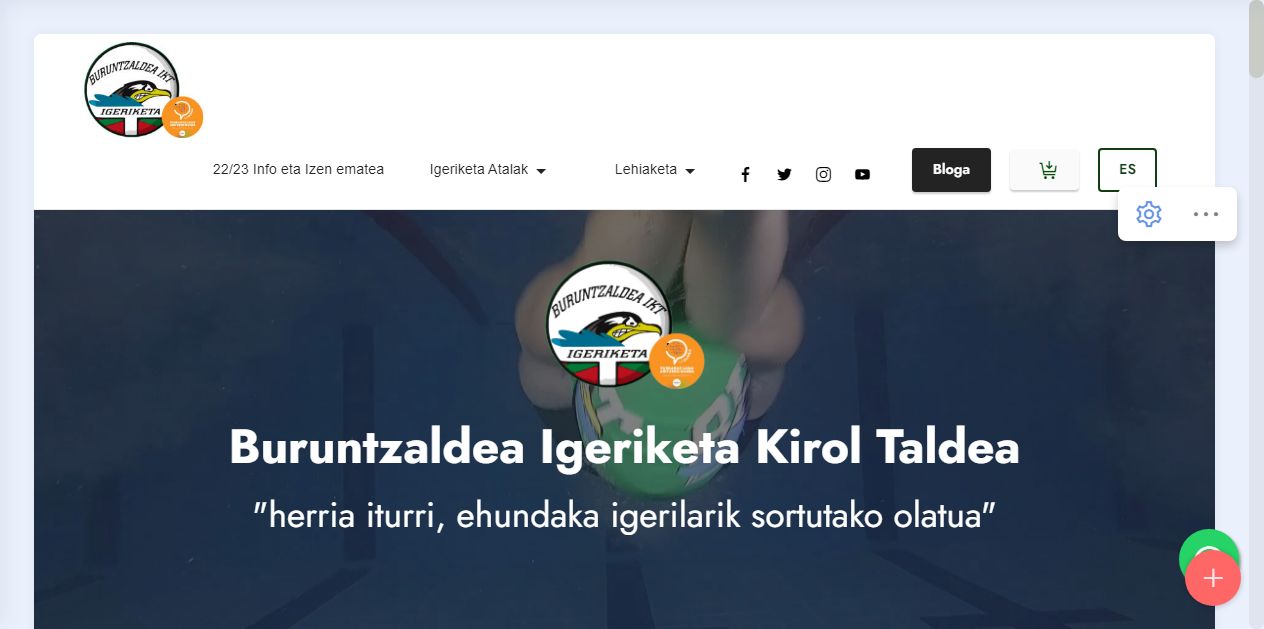 BURUNTZALDEA IKT
IGERIKETA
22/23 Info eta Izen ematea
Igeriketa Atalak
Lehiaketa
Bloga
ES
BURUNTZALDEA IKT
IGERIKETA
Buruntzaldea Igeriketa Kirol Taldea
"herria iturri, ehundaka igerilarik sortutako olatua"